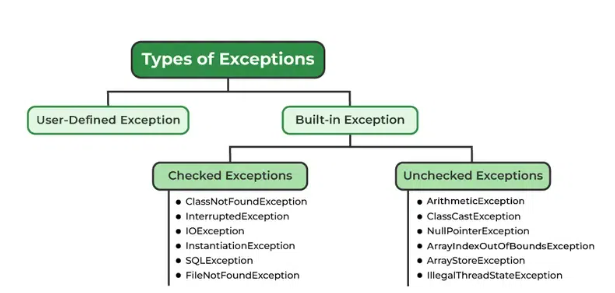 Types of Exceptions
User-Defined Exception
Built-in Exception
Checked Exceptions
ClassNotFoundException
InterruptedException
IOException
InstantiationException
SQLException
FileNotFoundException
Unchecked Exceptions
ArithmeticException
ClassCastException
NullPointerException
ArrayIndexOutOfBoundsException
ArrayStoreException
IllegalThreadStateException